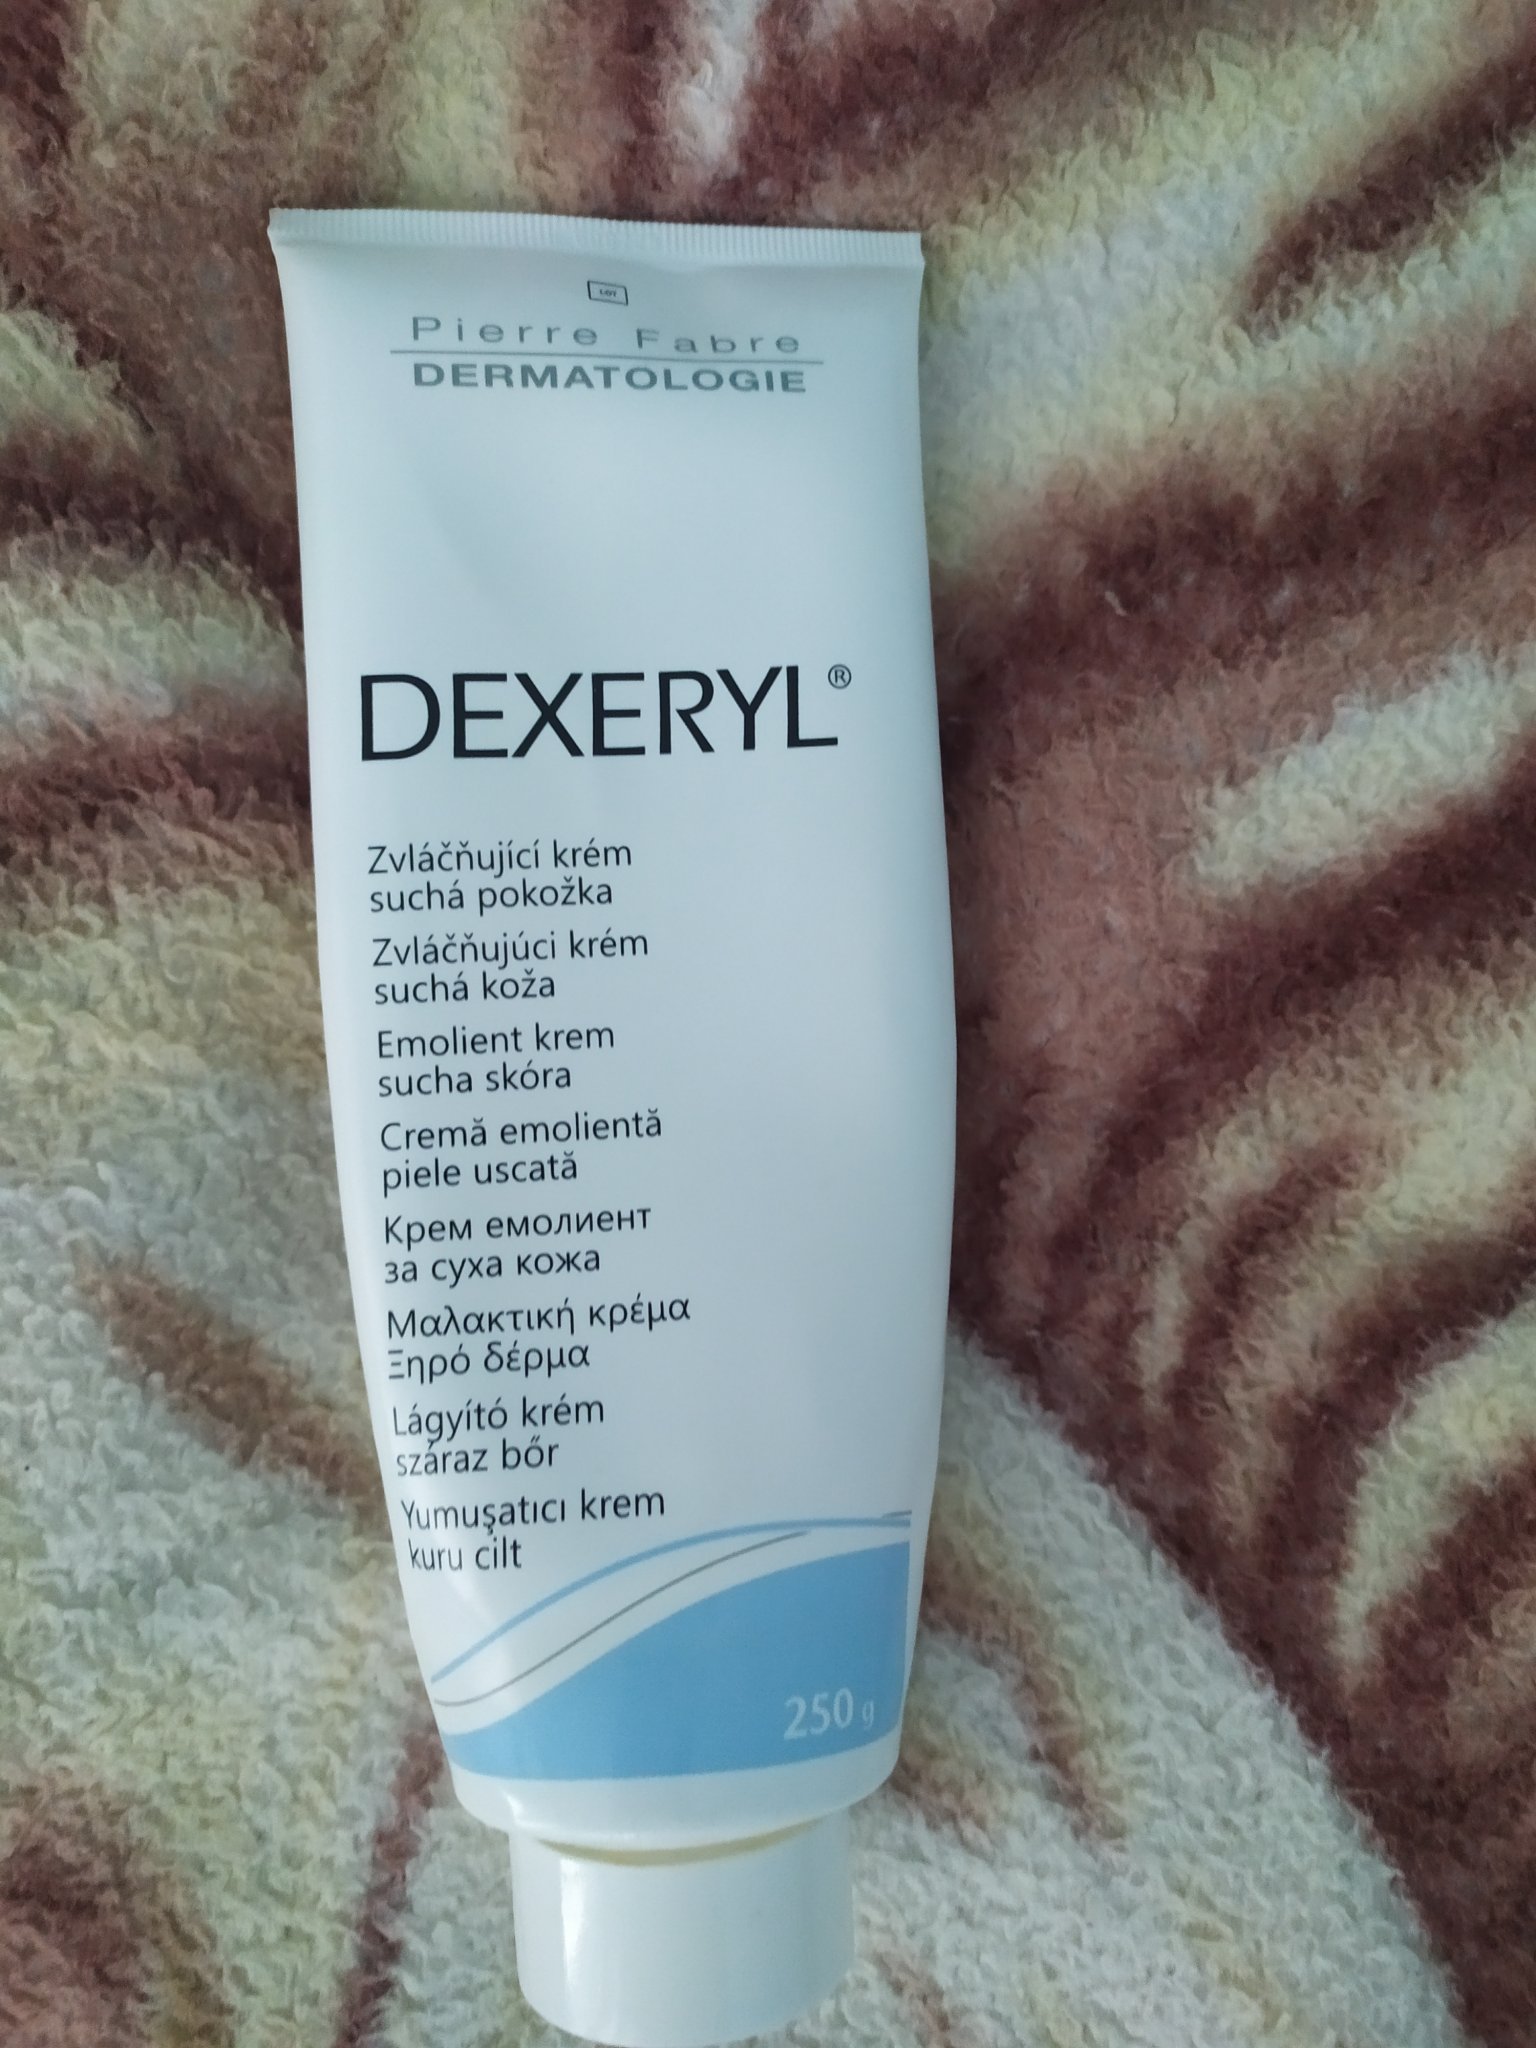 LOT
Pierre Fabre
DERMATOLOGIE
DEXERYL®
Zvláčňující krém
suchá pokožka
Zvláčňujúci krém
suchá koža
Emolient krem
sucha skóra
Cremă emolientă
piele uscată
Крем емолиент
за суха кожа
Μαλακτική κρέμα
Ξηρό δέρμα
Lágyító krém
száraz bőr
Yumuşatıcı krem
kuru cilt
250 g